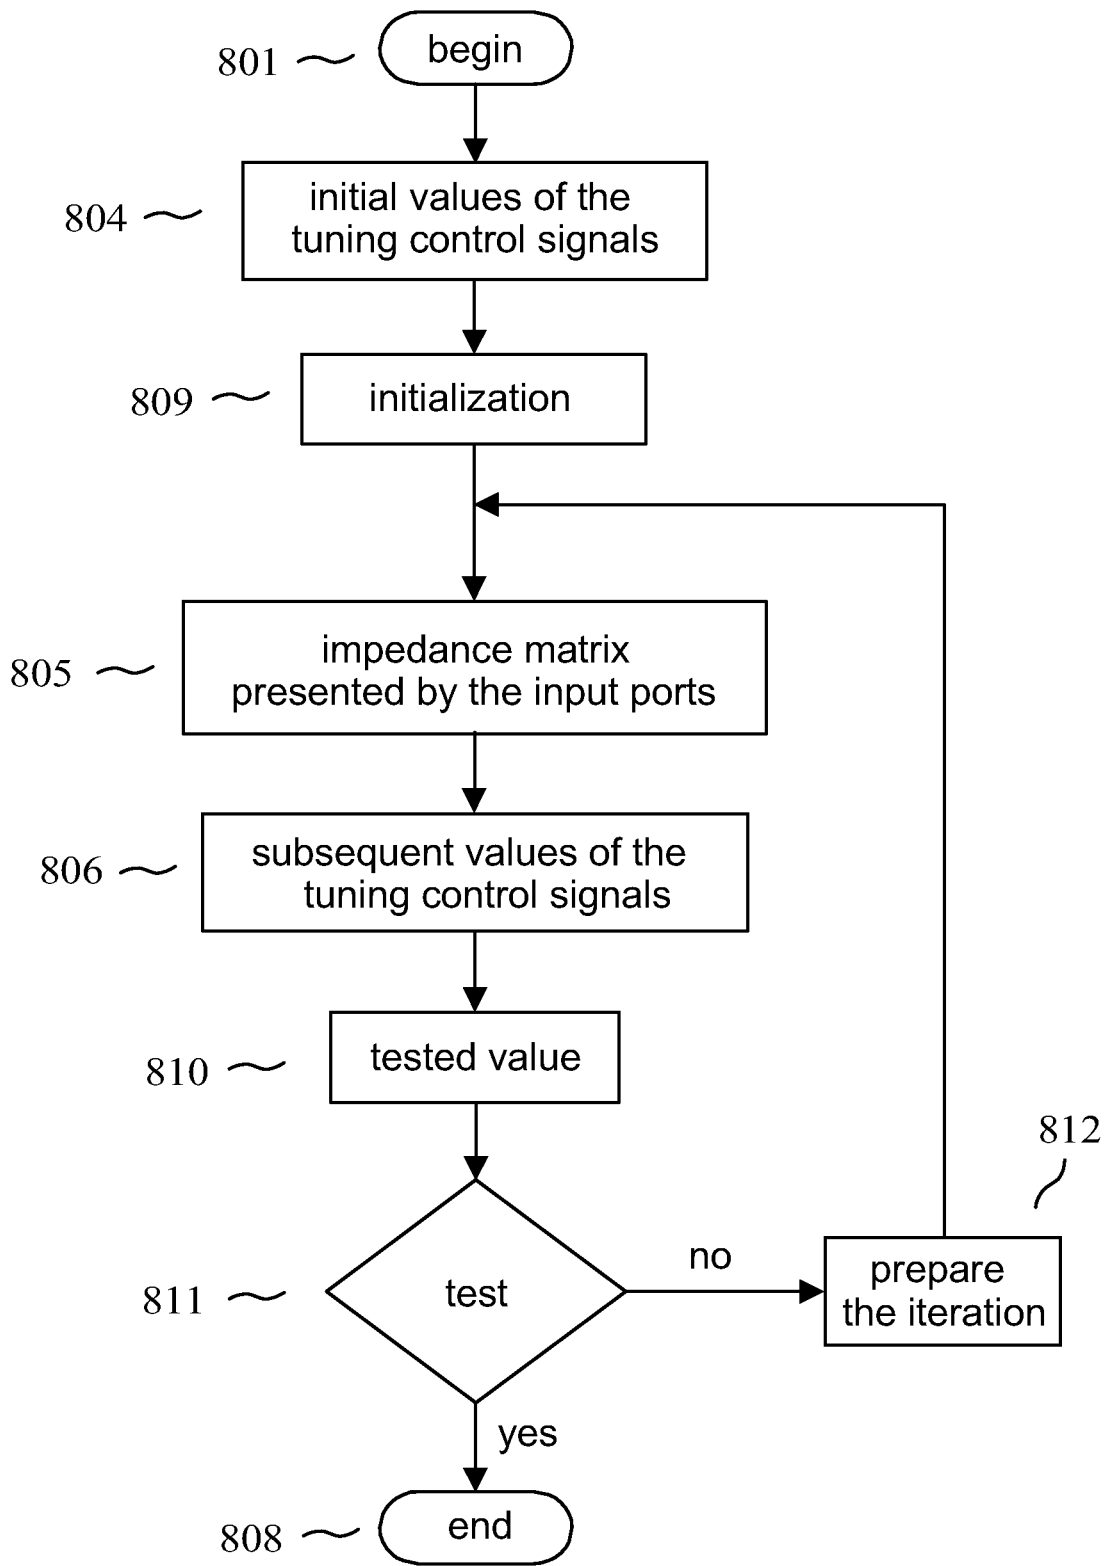 801
begin
804
initial values of the
tuning control signals
809
initialization
805
impedance matrix
presented by the input ports
806
subsequent values of the
tuning control signals
810
tested value
811
test
no
812
prepare
the iteration
yes
808
end